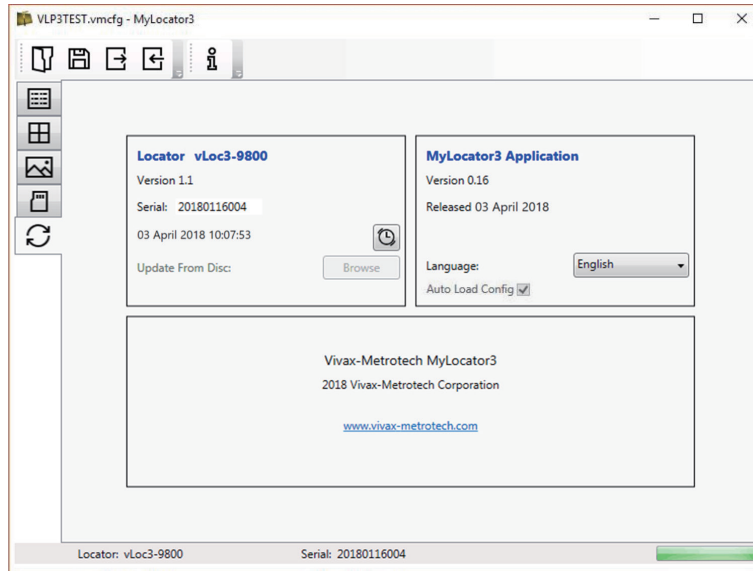 VLP3TEST.vmcfg - MyLocator3
Locator vLoc3-9800
Version 1.1
Serial: 20180116004
03 April 2018 10:07:53
Update From Disc:
Browse
MyLocator3 Application
Version 0.16
Released 03 April 2018
Language:
English
Auto Load Config
Vivax-Metrotech MyLocator3
2018 Vivax-Metrotech Corporation
www.vivax-metrotech.com
Locator: vLoc3-9800
Serial: 20180116004